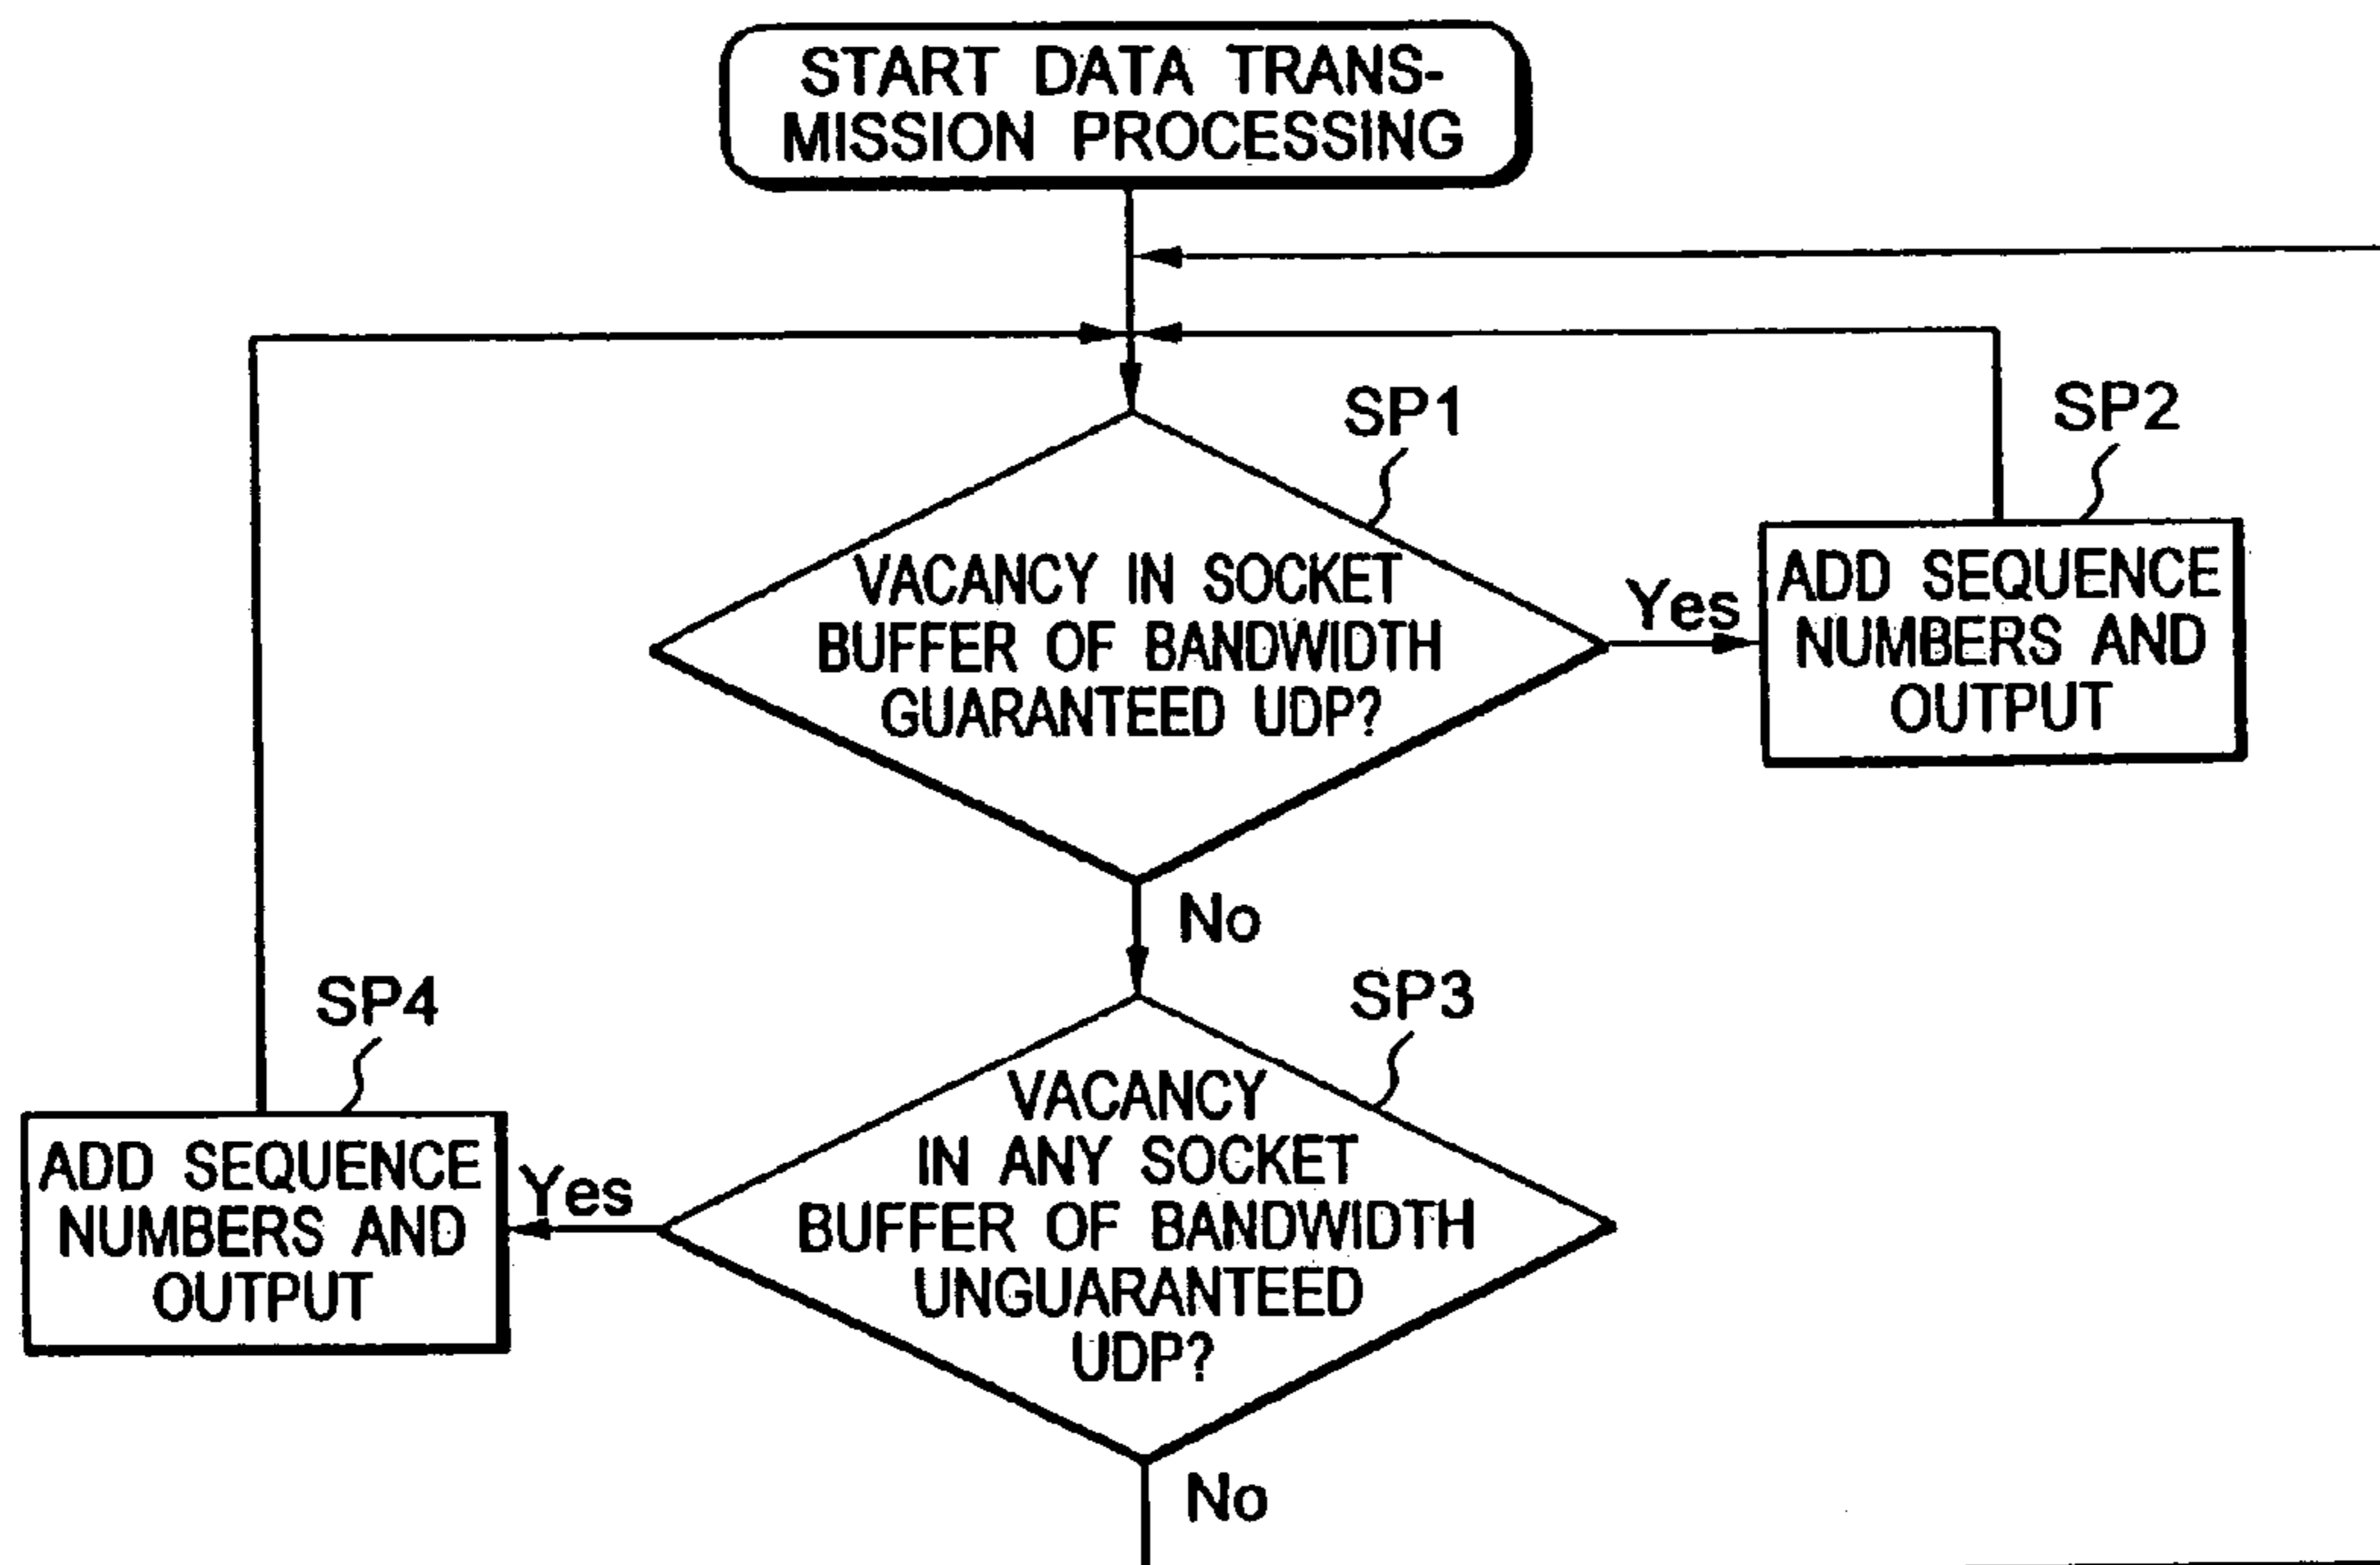 START DATA TRANS-
MISSION PROCESSING
SP1
SP2
VACANCY IN SOCKET
BUFFER OF BANDWIDTH
GUARANTEED UDP?
Yes
ADD SEQUENCE
NUMBERS AND
OUTPUT
No
SP4
SP3
ADD SEQUENCE
NUMBERS AND
OUTPUT
Yes
VACANCY
IN ANY SOCKET
BUFFER OF BANDWIDTH
UNGUARANTEED
UDP?
No